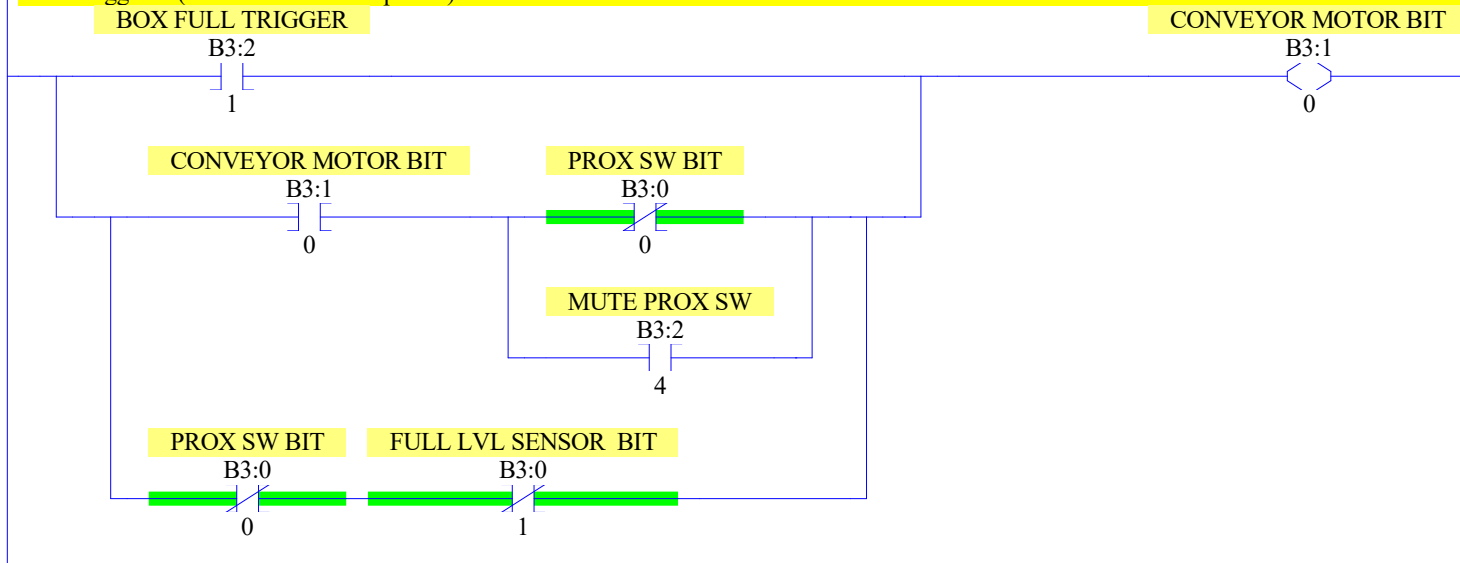 BOX FULL TRIGGER CONVEYOR MOTOR BIT
B3:2 B3:1
1 0
CONVEYOR MOTOR BIT PROX SW BIT
B3:1 B3:0
0 0
MUTE PROX SW
B3:2
4
PROX SW BIT FULL LVL SENSOR BIT
B3:0 B3:0
0 1